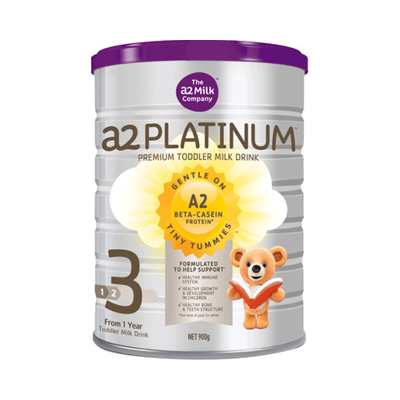 The
a2 Milk
Company
a2 PLATINUM™
PREMIUM TODDLER MILK DRINK
GENTLE ON
A2
BETA-CASEIN
PROTEIN*
TINY TUMMIES
FORMULATED
TO HELP SUPPORT
HEALTHY IMMUNE
SYSTEM
HEALTHY GROWTH
& DEVELOPMENT
IN CHILDREN
HEALTHY BONE
& TEETH STRUCTURE
3
1 2
From 1 Year
Toddler Milk Drink
NET 900g